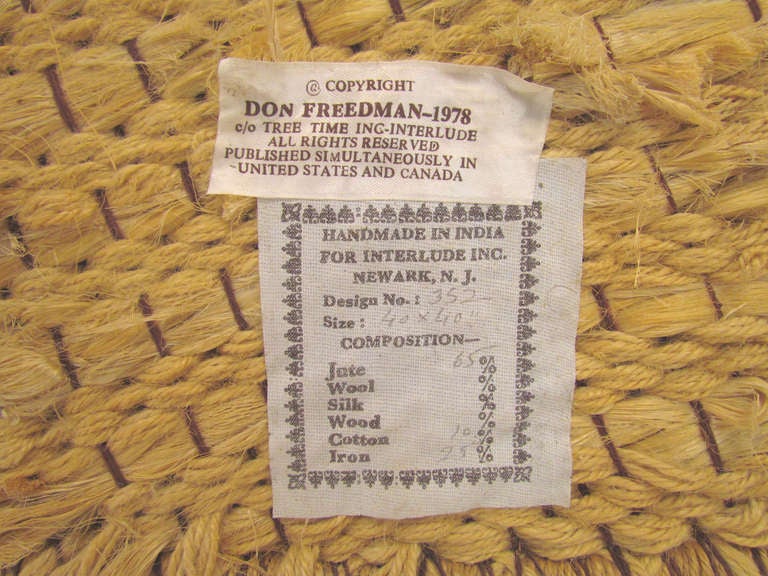 © COPYRIGHT
DON FREEDMAN-1978
c/o TREE TIME INC-INTERLUDE
ALL RIGHTS RESERVED
PUBLISHED SIMULTANEOUSLY IN
UNITED STATES AND CANADA
HANDMADE IN INDIA
FOR INTERLUDE INC.
NEWARK, N. J.
Design No.:
Size: 40 x 40"
COMPOSITION—
Jute 65 %
Wool %
Silk %
Wood %
Cotton 10 %
Iron 25 %